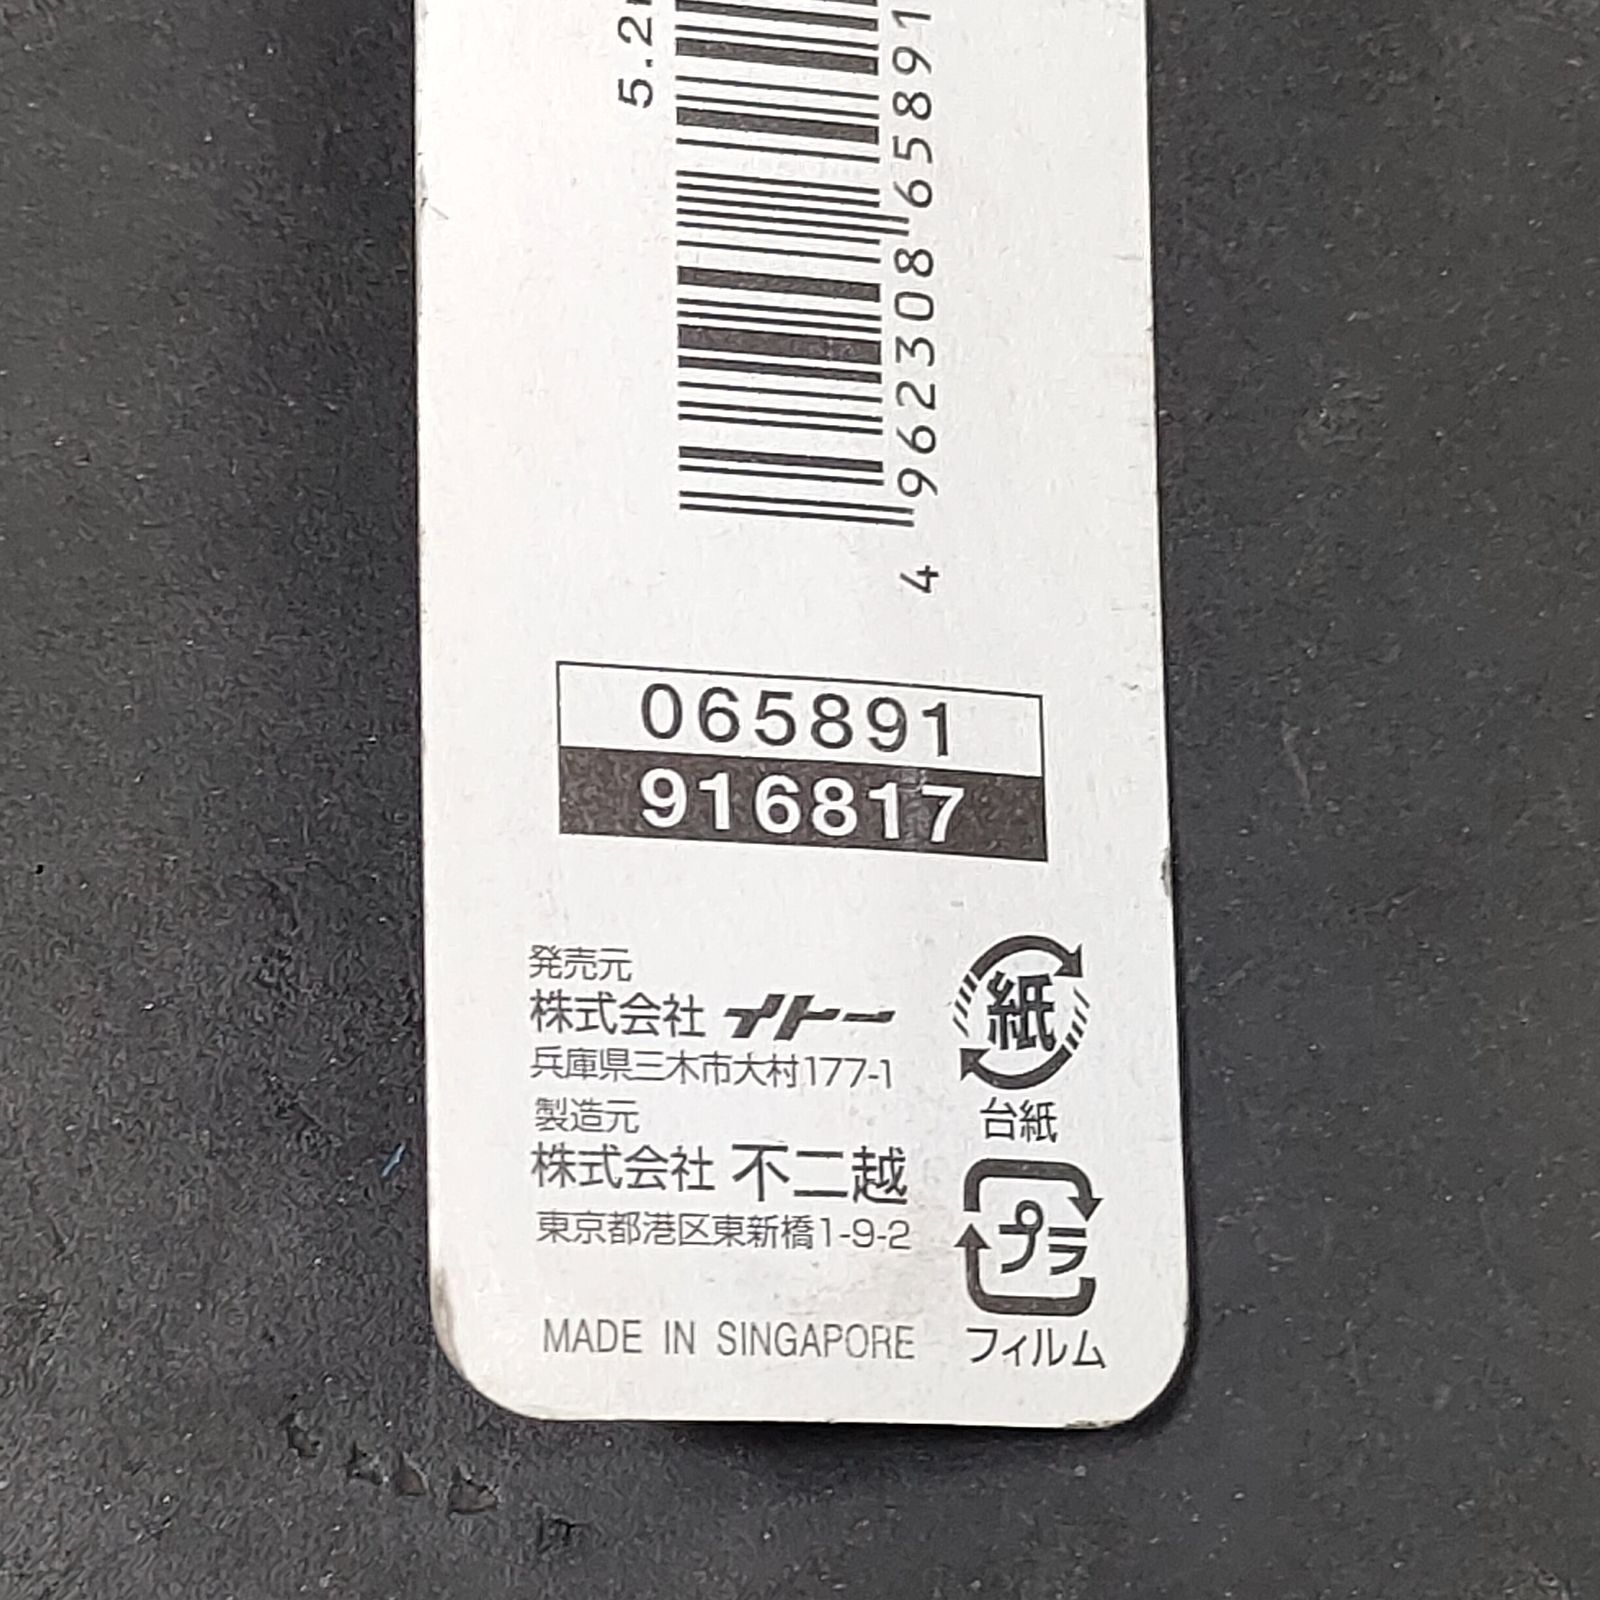 5.2
4 962308 65891
065891
916817
発売元
株式会社 イトー
兵庫県三木市大村177-1
製造元
株式会社 不二越
東京都港区東新橋1-9-2
MADE IN SINGAPORE
紙
台紙
プラ
フィルム